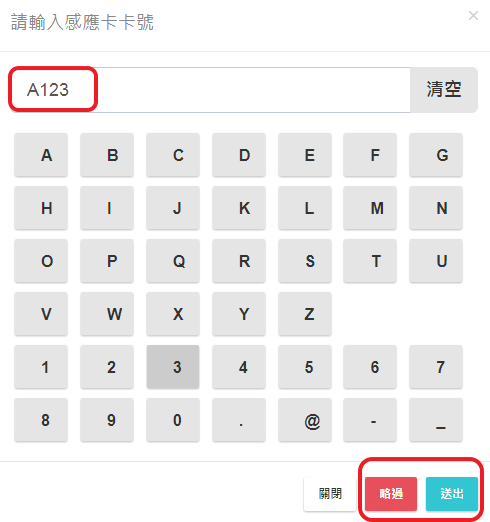 請輸入感應卡卡號
×
A123 清空
A B C D E F G
H I J K L M N
O P Q R S T U
V W X Y Z
1 2 3 4 5 6 7
8 9 0 . @ - _
關閉 略過 送出